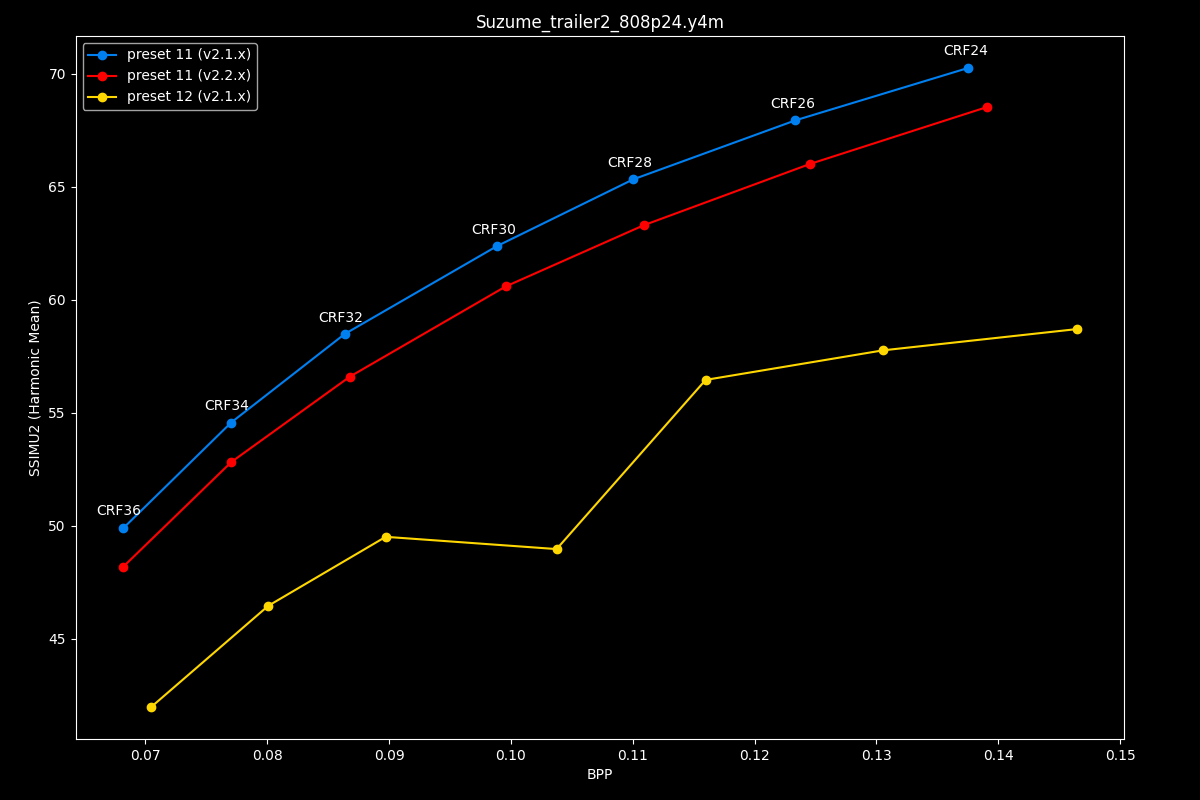 Suzume_trailer2_808p24.y4m
preset 11 (v2.1.x)
preset 11 (v2.2.x)
preset 12 (v2.1.x)
CRF24
CRF26
CRF28
CRF30
CRF32
CRF34
CRF36
70
65
60
55
50
45
SSIMU2 (Harmonic Mean)
0.07 0.08 0.09 0.10 0.11 0.12 0.13 0.14 0.15
BPP